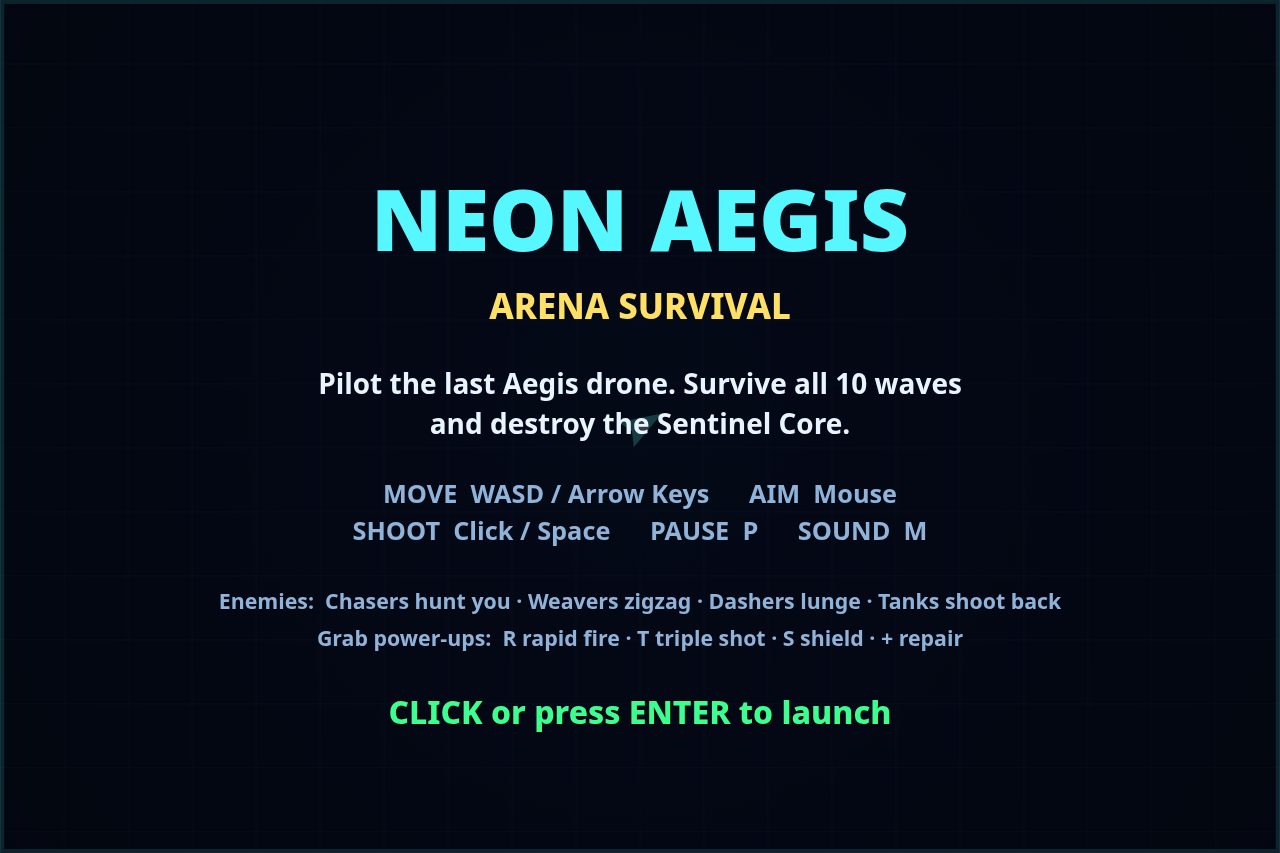 NEON AEGIS
ARENA SURVIVAL
Pilot the last Aegis drone. Survive all 10 waves
and destroy the Sentinel Core.
MOVE  WASD / Arrow Keys      AIM  Mouse
SHOOT  Click / Space      PAUSE  P      SOUND  M
Enemies:  Chasers hunt you · Weavers zigzag · Dashers lunge · Tanks shoot back
Grab power-ups:  R rapid fire · T triple shot · S shield · + repair
CLICK or press ENTER to launch